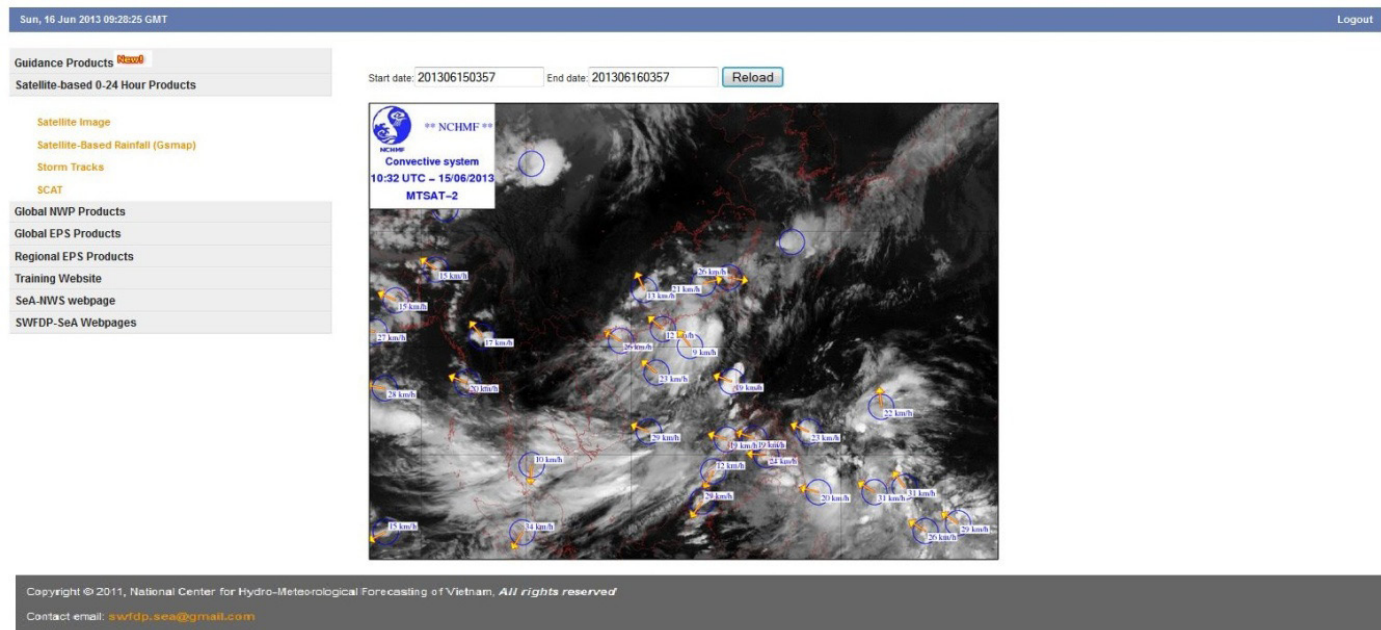 Sun, 16 Jun 2013 09:28:25 GMT
Logout
Guidance Products New!
Satellite-based 0-24 Hour Products
Satellite Image
Satellite-Based Rainfall (Gsmap)
Storm Tracks
SCAT
Global NWP Products
Global EPS Products
Regional EPS Products
Training Website
SeA-NWS webpage
SWFDP-SeA Webpages
Start date: 201306150357 End date: 201306160357 Reload
** NCHMF **
NCHMF
Convective system
10:32 UTC – 15/06/2013
MTSAT–2
15 km/h
26 km/h
21 km/h
13 km/h
15 km/h
27 km/h
17 km/h
12 km/h
26 km/h
9 km/h
23 km/h
20 km/h
28 km/h
19 km/h
22 km/h
29 km/h
23 km/h
19 km/h
19 km/h
24 km/h
10 km/h
12 km/h
29 km/h
20 km/h
31 km/h
31 km/h
15 km/h
34 km/h
26 km/h
29 km/h
Copyright © 2011, National Center for Hydro-Meteorological Forecasting of Vietnam, All rights reserved
Contact email: swfdp.sea@gmail.com